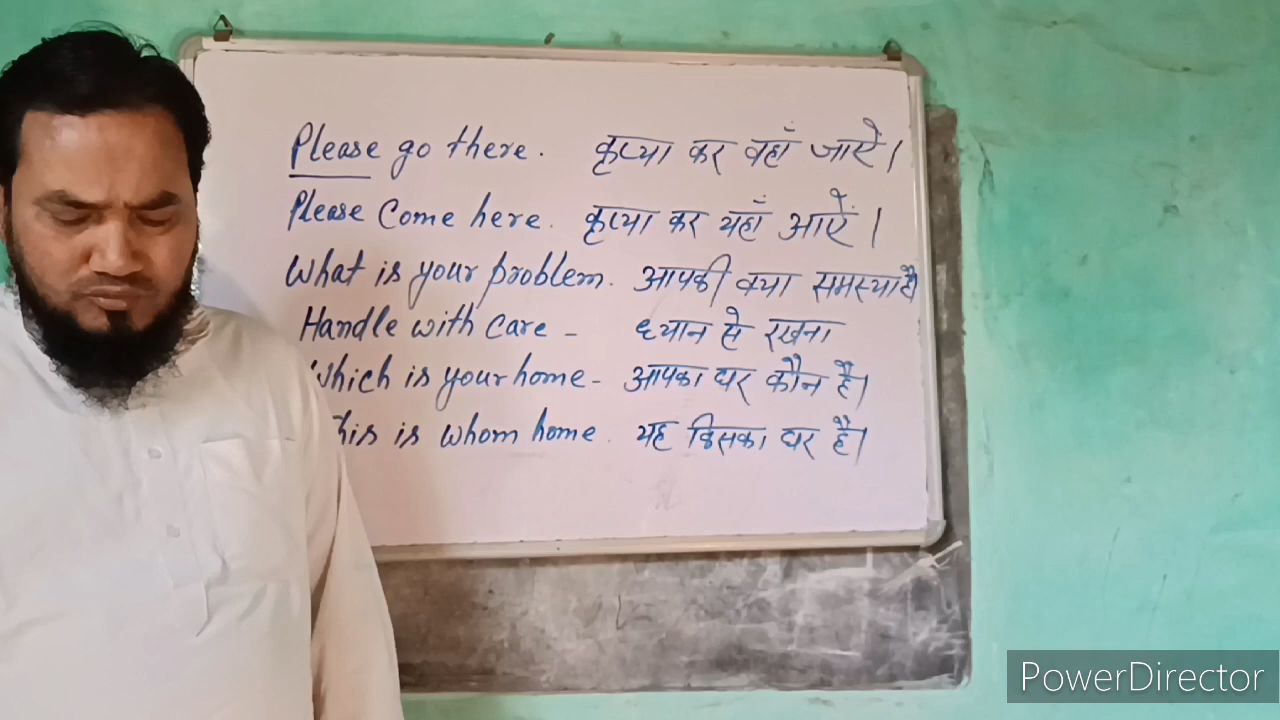 Please go there. कृप्या कर वहाँ जाऐं।
Please Come here. कृप्या कर यहाँ आऐं।
What is your problem. आपकी क्या समस्या है
Handle with care - ध्यान से रखना
Which is your home - आपका घर कौन है।
This is whom home. यह किसका घर है।
PowerDirector